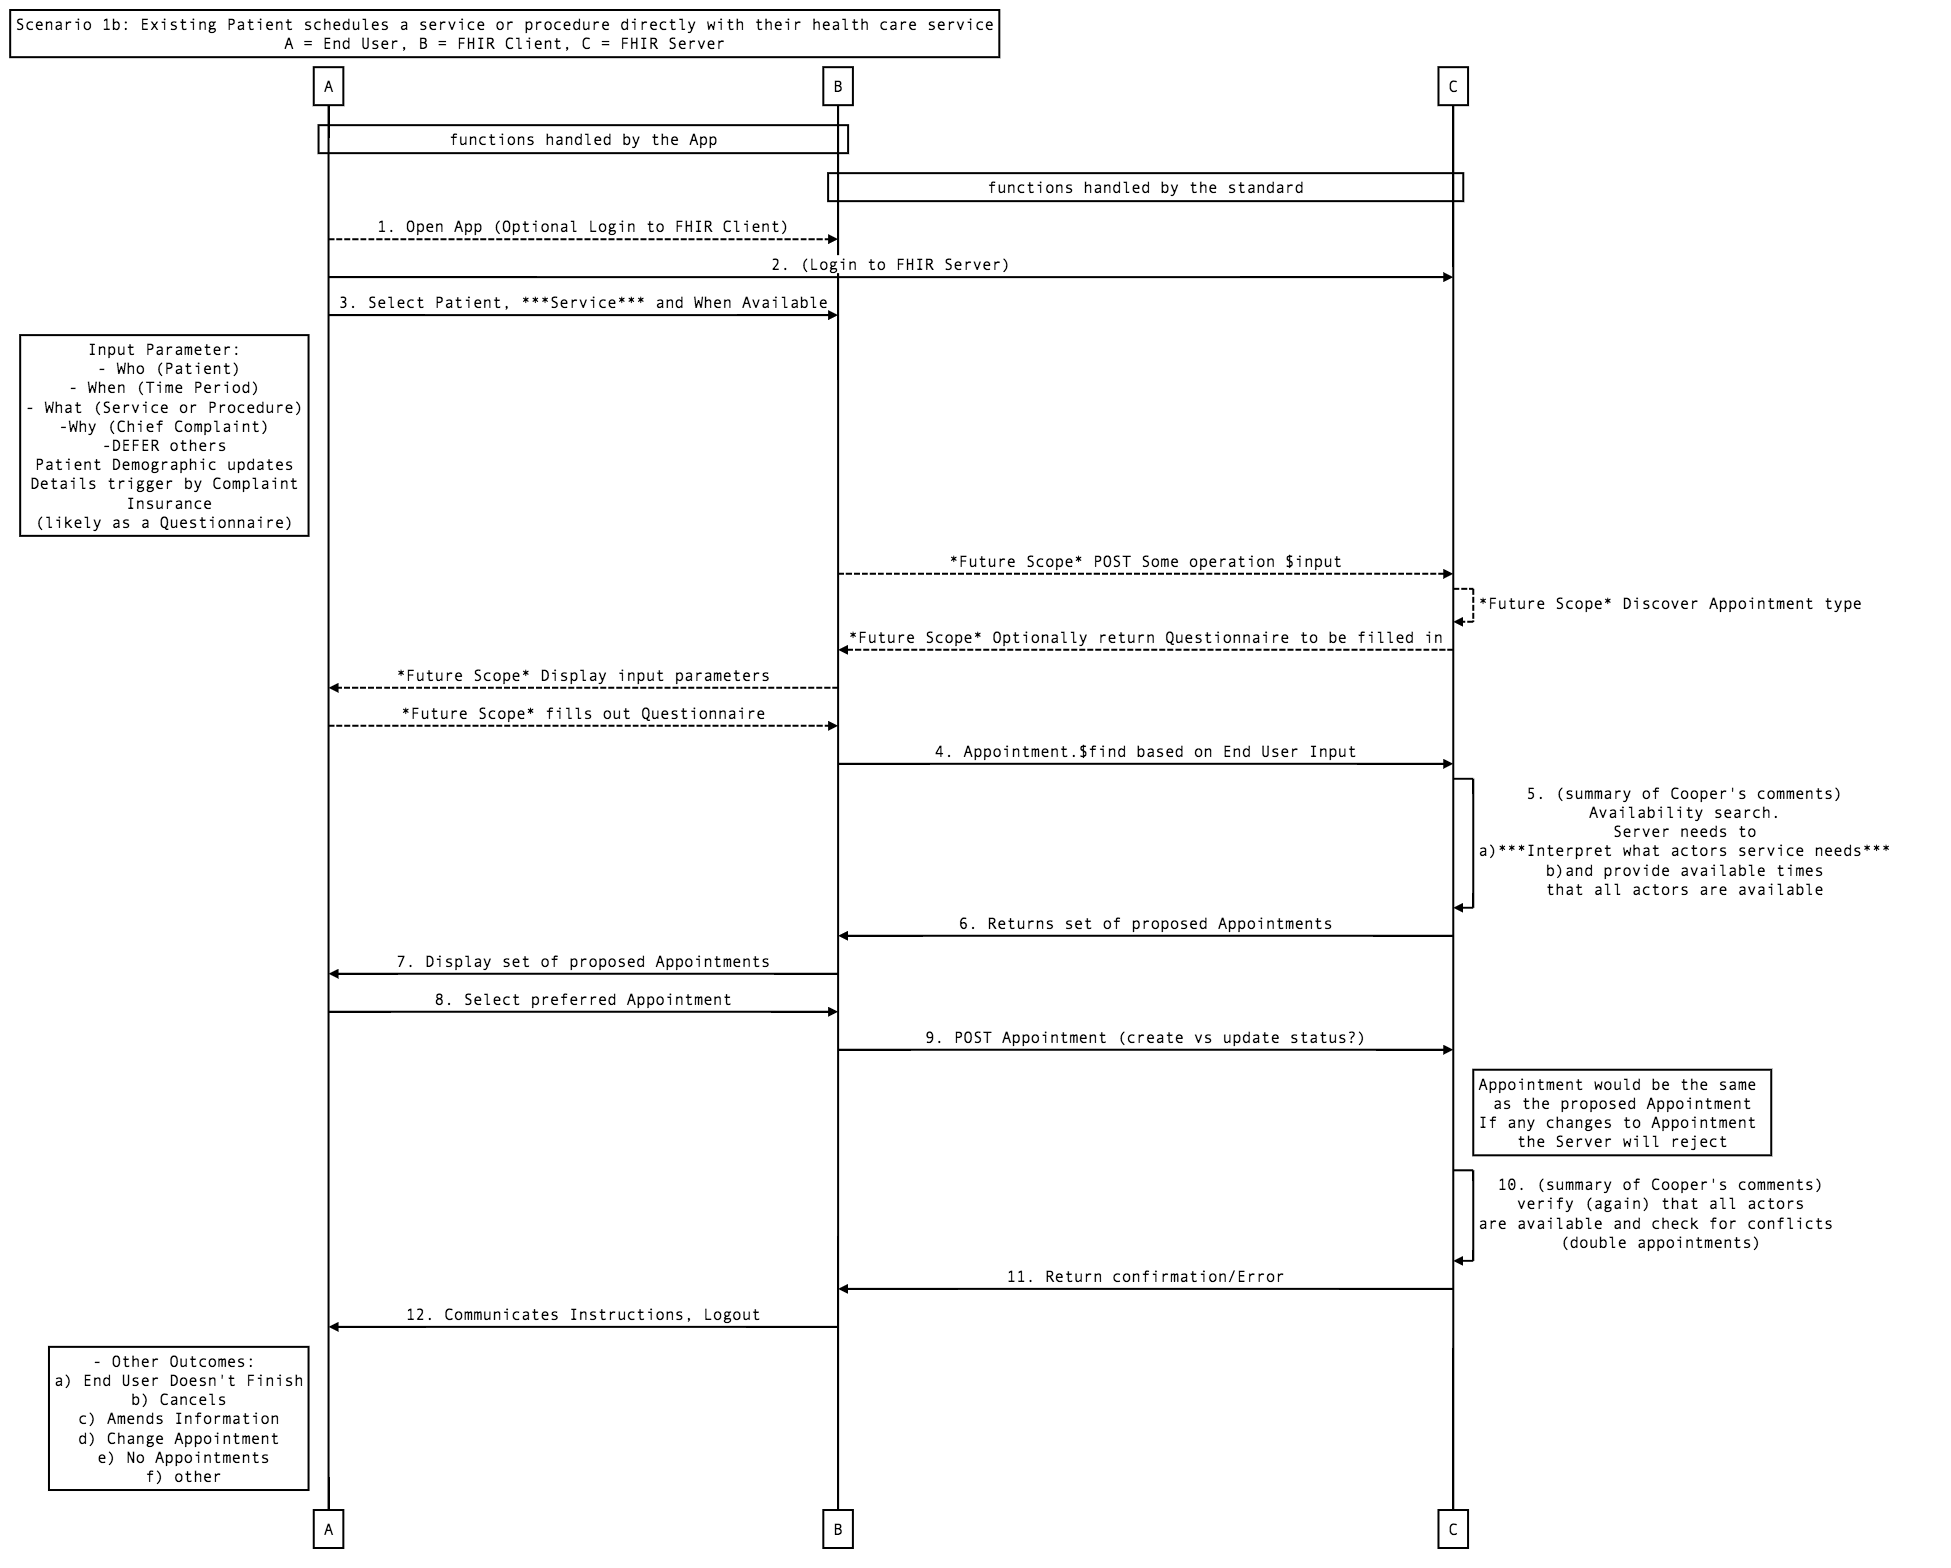 Scenario 1b: Existing Patient schedules a service or procedure directly with their health care service
A = End User, B = FHIR Client, C = FHIR Server
A
B
C
functions handled by the App
functions handled by the standard
1. Open App (Optional Login to FHIR Client)
2. (Login to FHIR Server)
3. Select Patient, ***Service*** and When Available
Input Parameter:
- Who (Patient)
- When (Time Period)
- What (Service or Procedure)
-Why (Chief Complaint)
-DEFER others
Patient Demographic updates
Details trigger by Complaint
Insurance
(likely as a Questionnaire)
*Future Scope* POST Some operation $input
*Future Scope* Discover Appointment type
*Future Scope* Optionally return Questionnaire to be filled in
*Future Scope* Display input parameters
*Future Scope* fills out Questionnaire
4. Appointment.$find based on End User Input
5. (summary of Cooper's comments)
Availability search.
Server needs to
a)***Interpret what actors service needs***
b)and provide available times
that all actors are available
6. Returns set of proposed Appointments
7. Display set of proposed Appointments
8. Select preferred Appointment
9. POST Appointment (create vs update status?)
Appointment would be the same
as the proposed Appointment
If any changes to Appointment
the Server will reject
10. (summary of Cooper's comments)
verify (again) that all actors
are available and check for conflicts
(double appointments)
11. Return confirmation/Error
12. Communicates Instructions, Logout
- Other Outcomes:
a) End User Doesn't Finish
b) Cancels
c) Amends Information
d) Change Appointment
e) No Appointments
f) other
A
B
C